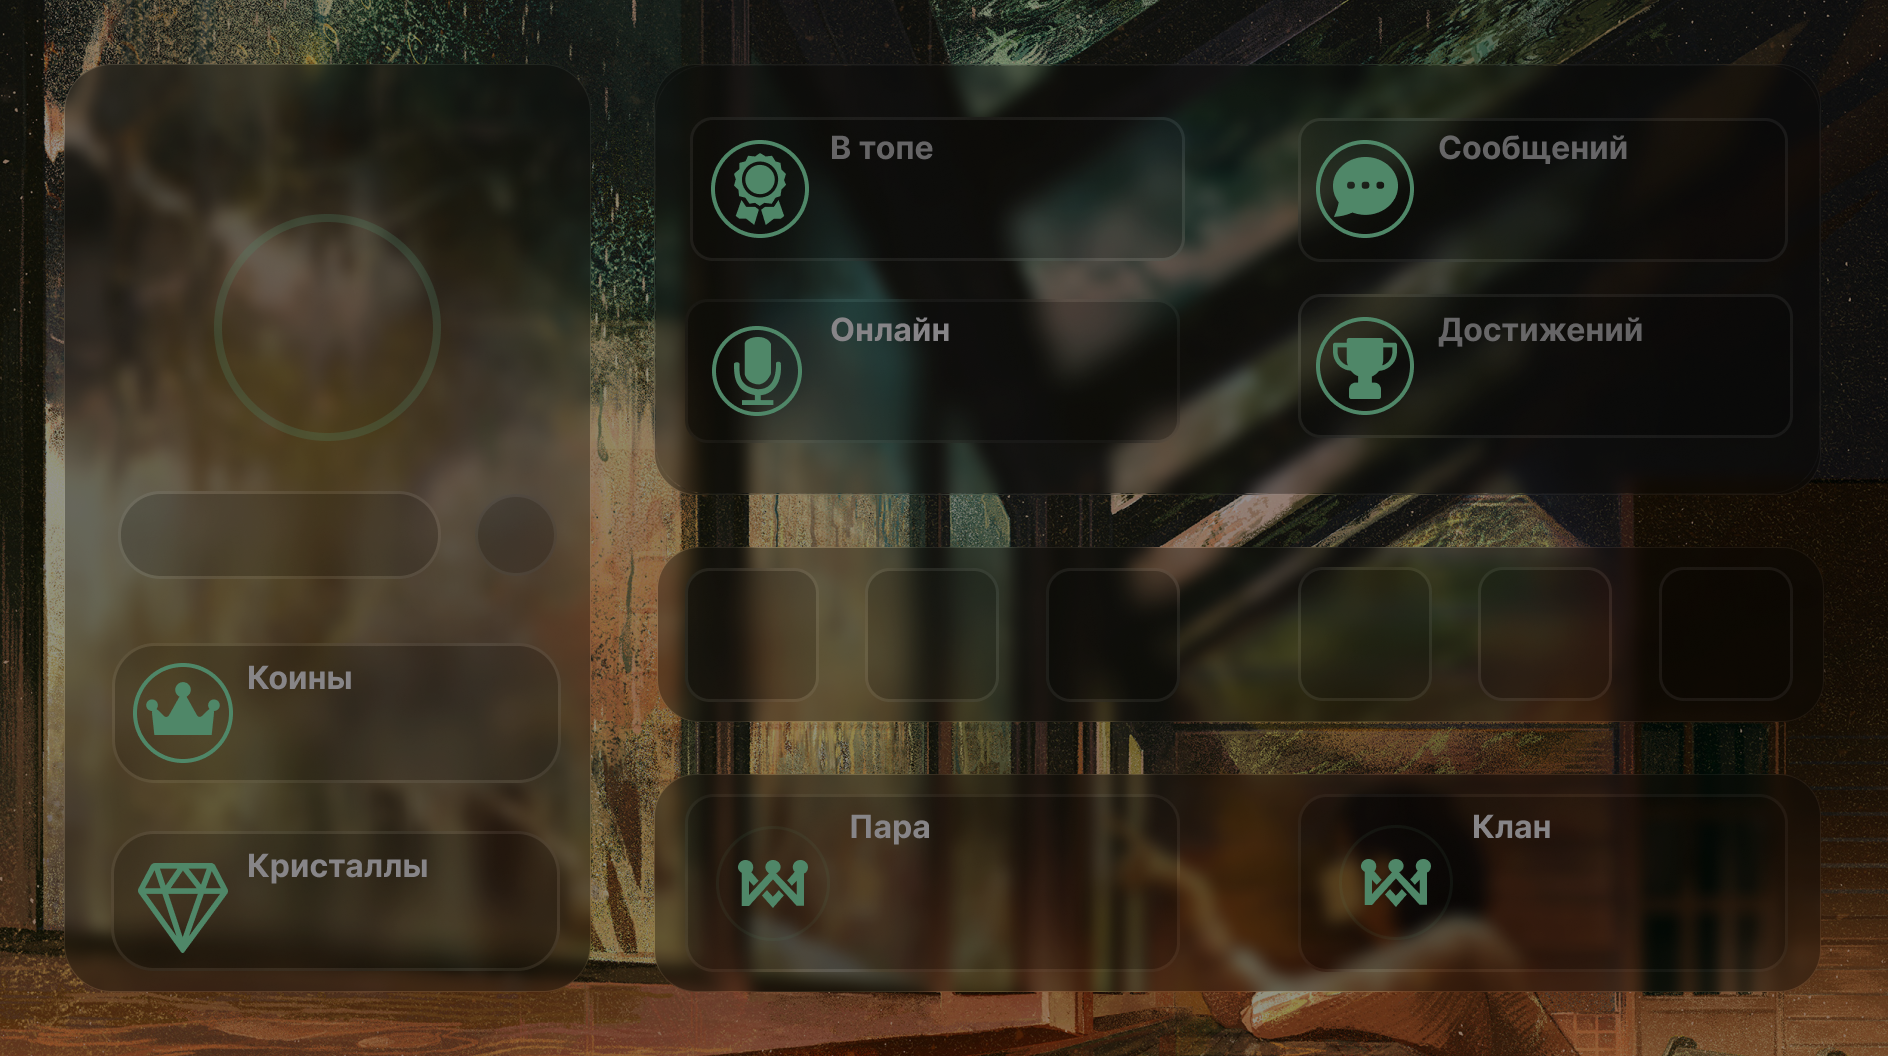 В топе
Сообщений
Онлайн
Достижений
Коины
Кристаллы
Пара
Клан